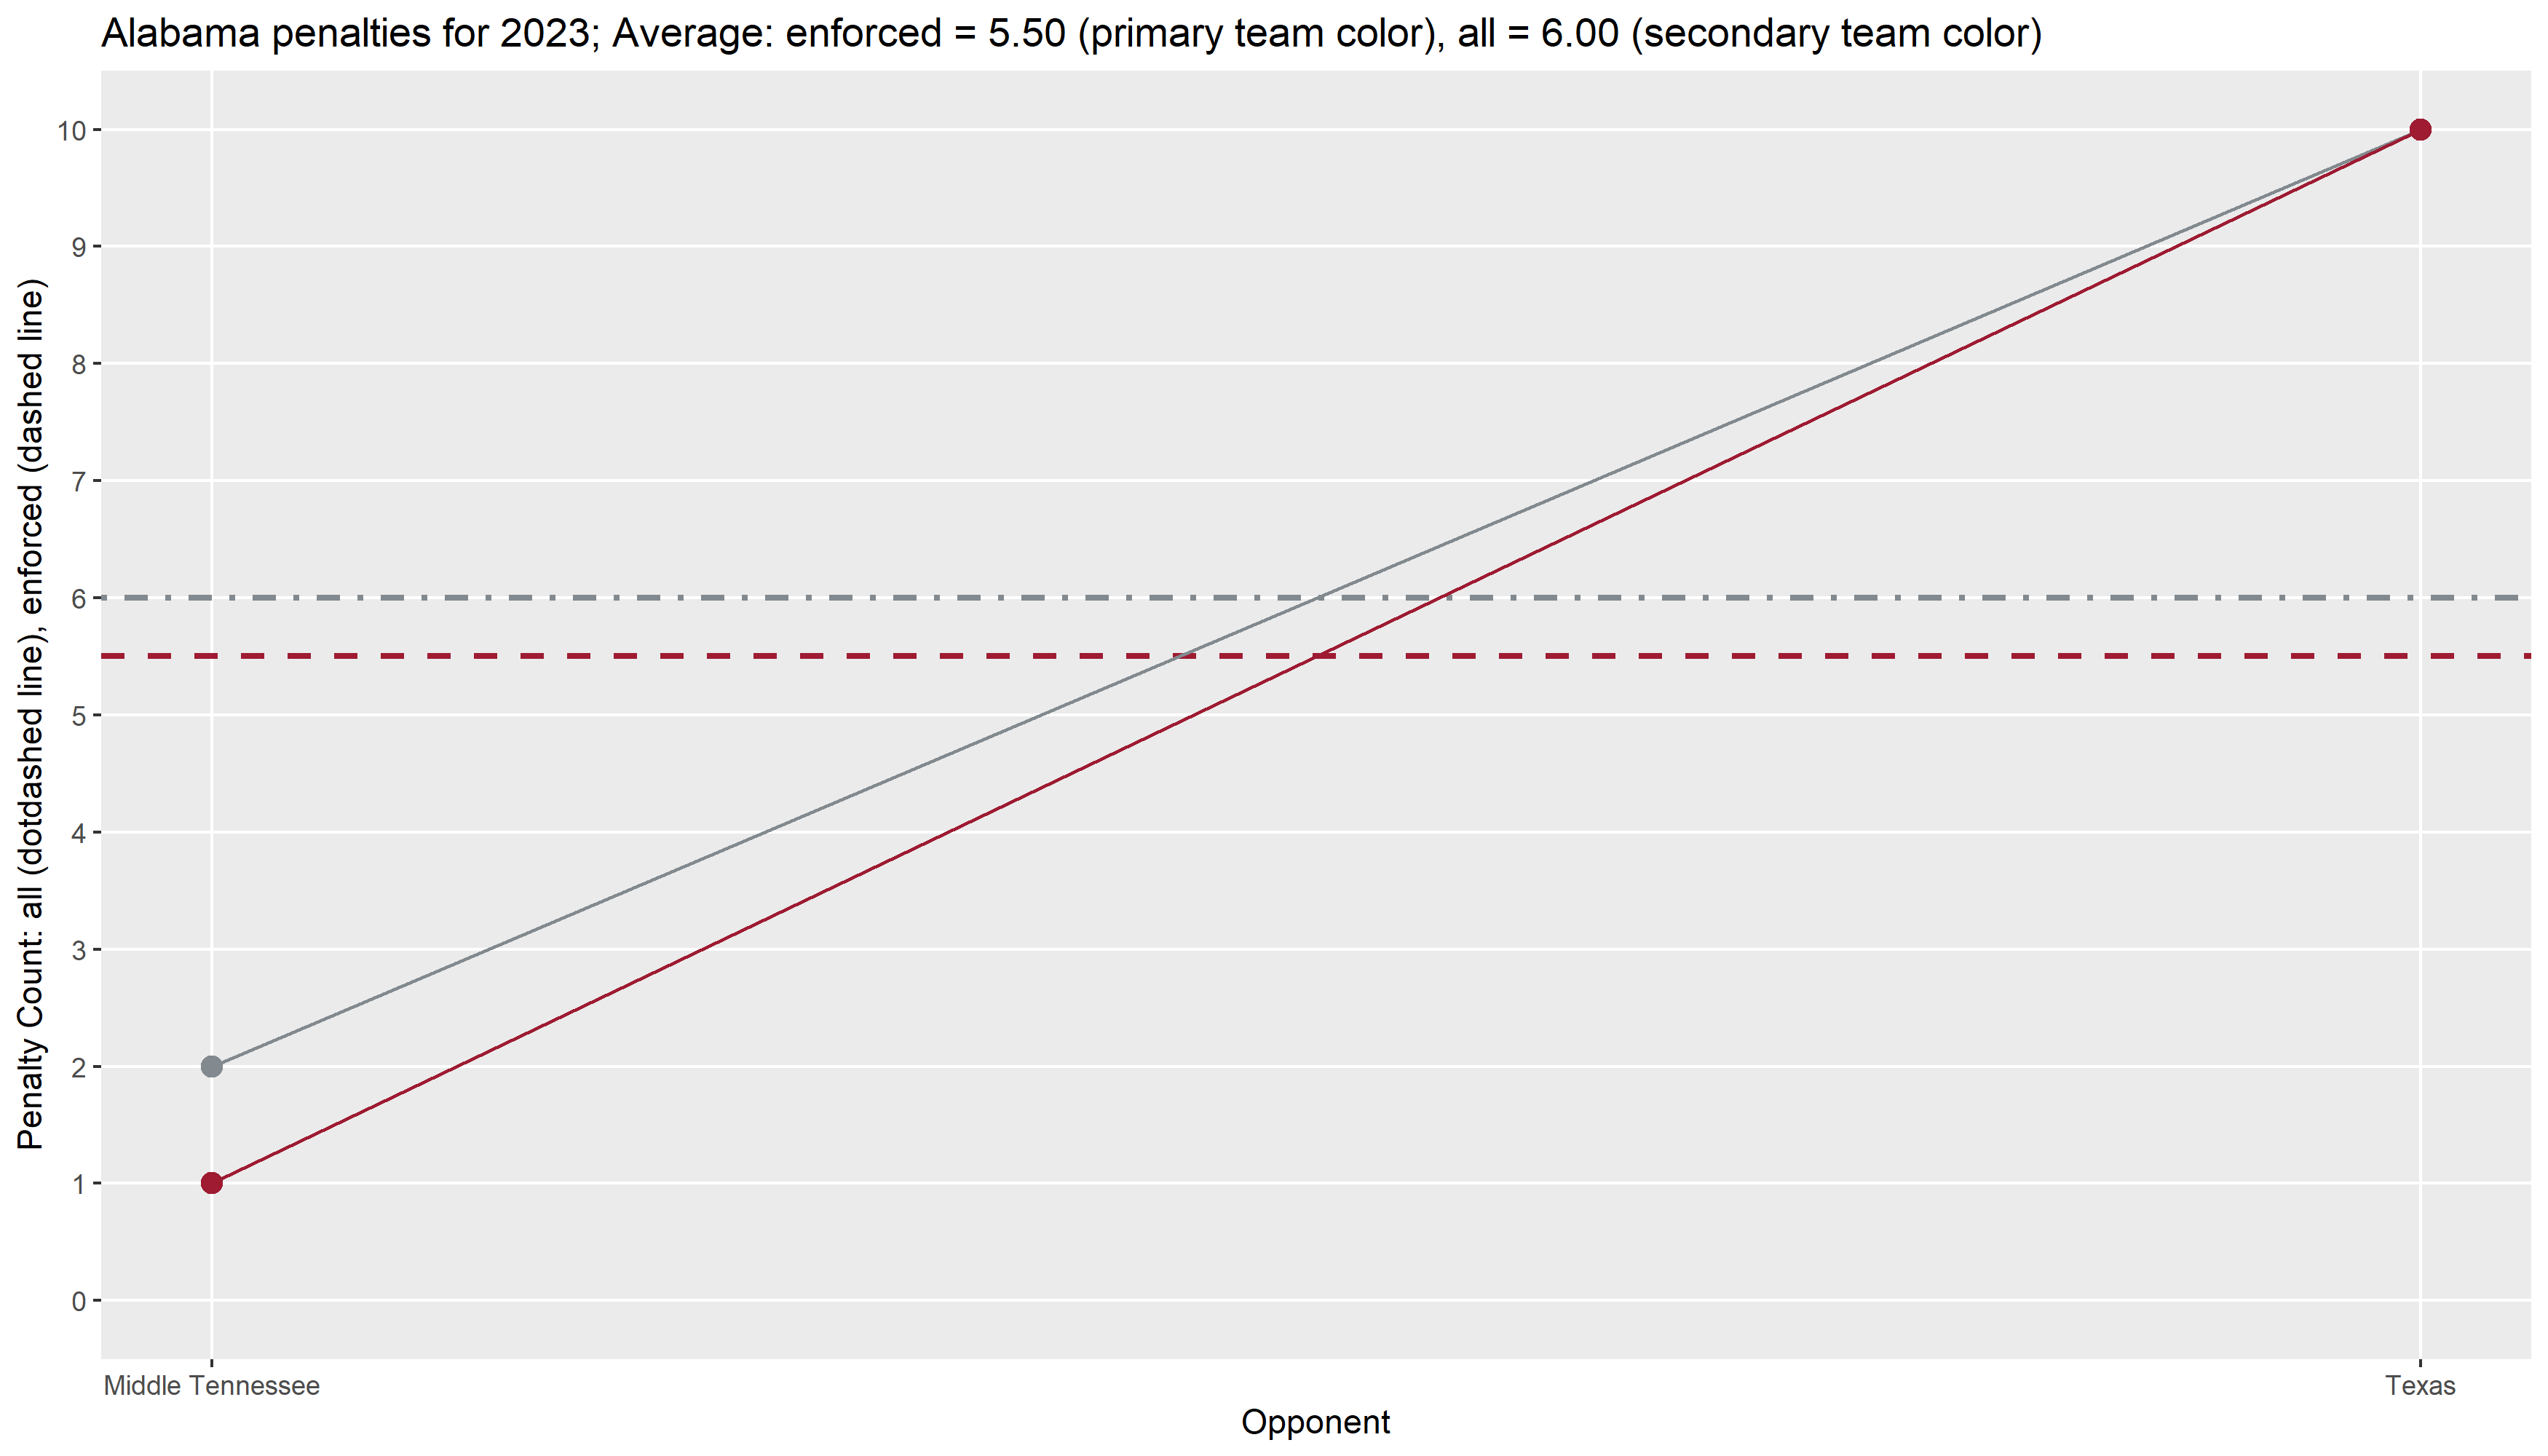 Alabama penalties for 2023; Average: enforced = 5.50 (primary team color), all = 6.00 (secondary team color)
Penalty Count: all (dotdashed line), enforced (dashed line)
10
9
8
7
6
5
4
3
2
1
0
Middle Tennessee
Texas
Opponent